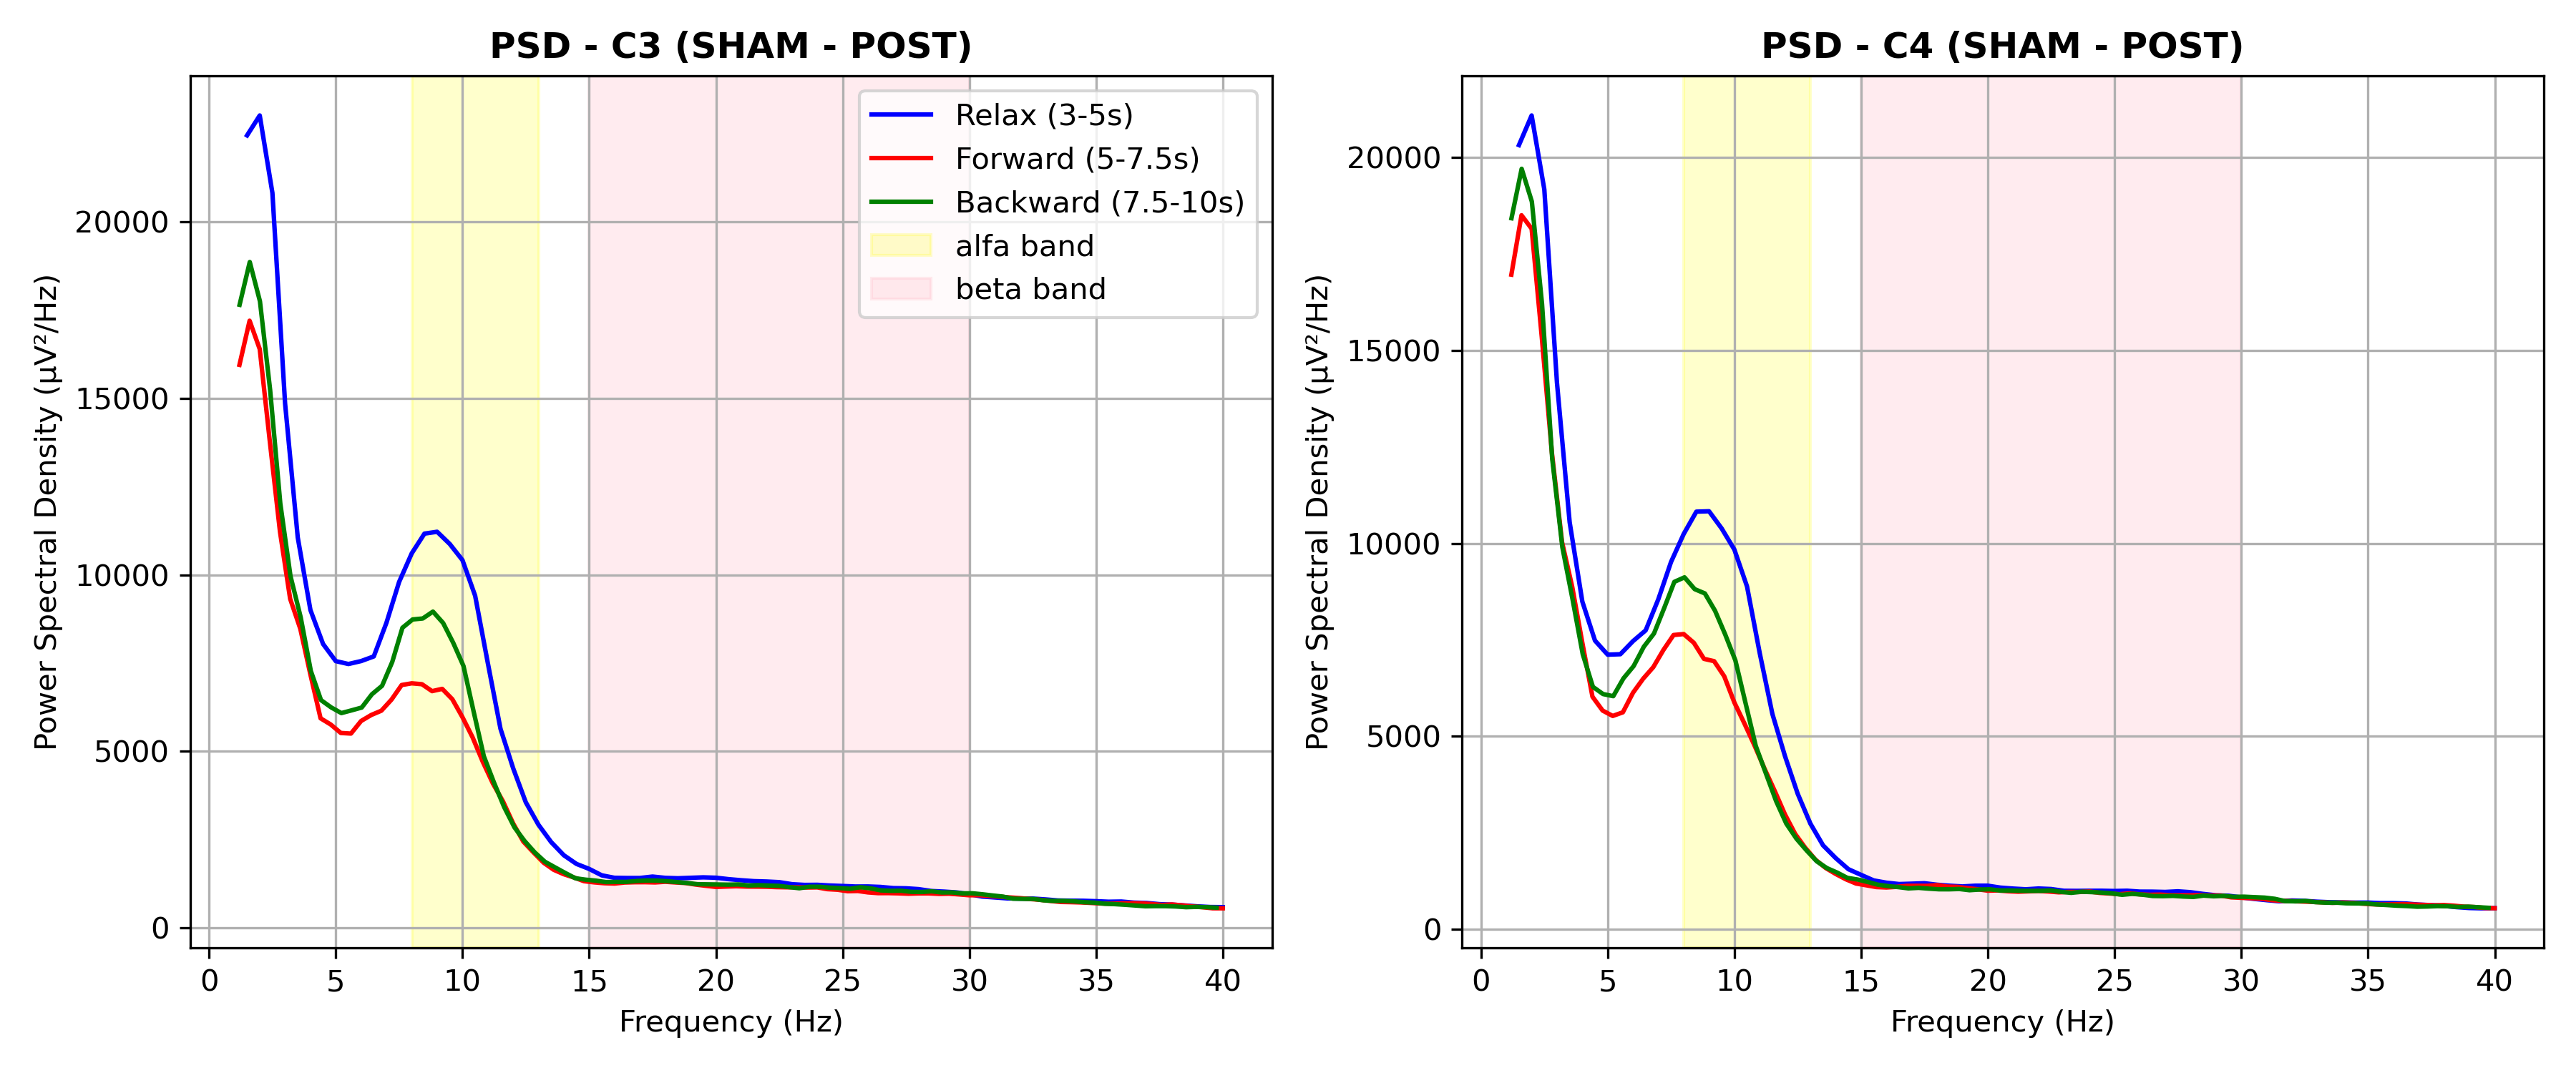 PSD - C3 (SHAM - POST)
Power Spectral Density (µV²/Hz)
20000
15000
10000
5000
0
0 5 10 15 20 25 30 35 40
Frequency (Hz)
Relax (3-5s)
Forward (5-7.5s)
Backward (7.5-10s)
alfa band
beta band
PSD - C4 (SHAM - POST)
Power Spectral Density (µV²/Hz)
20000
15000
10000
5000
0
0 5 10 15 20 25 30 35 40
Frequency (Hz)